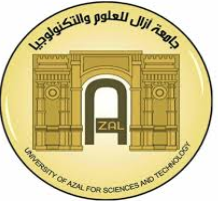 جامعة ازال للعلوم والتكنولوجيا
AZAL
UNIVERSITY OF AZAL FOR SCIENCES AND TECHNOLOGY